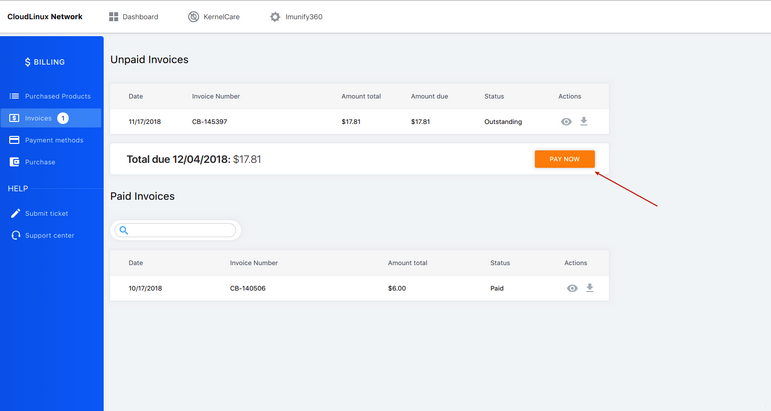 CloudLinux Network
Dashboard
KernelCare
Imunify360
$ BILLING
Purchased Products
Invoices 1
Payment methods
Purchase
HELP
Submit ticket
Support center
Unpaid Invoices
Date Invoice Number Amount total Amount due Status Actions
11/17/2018 CB-145397 $17.81 $17.81 Outstanding
Total due 12/04/2018: $17.81 PAY NOW
Paid Invoices
Date Invoice Number Amount total Status Actions
10/17/2018 CB-140506 $6.00 Paid